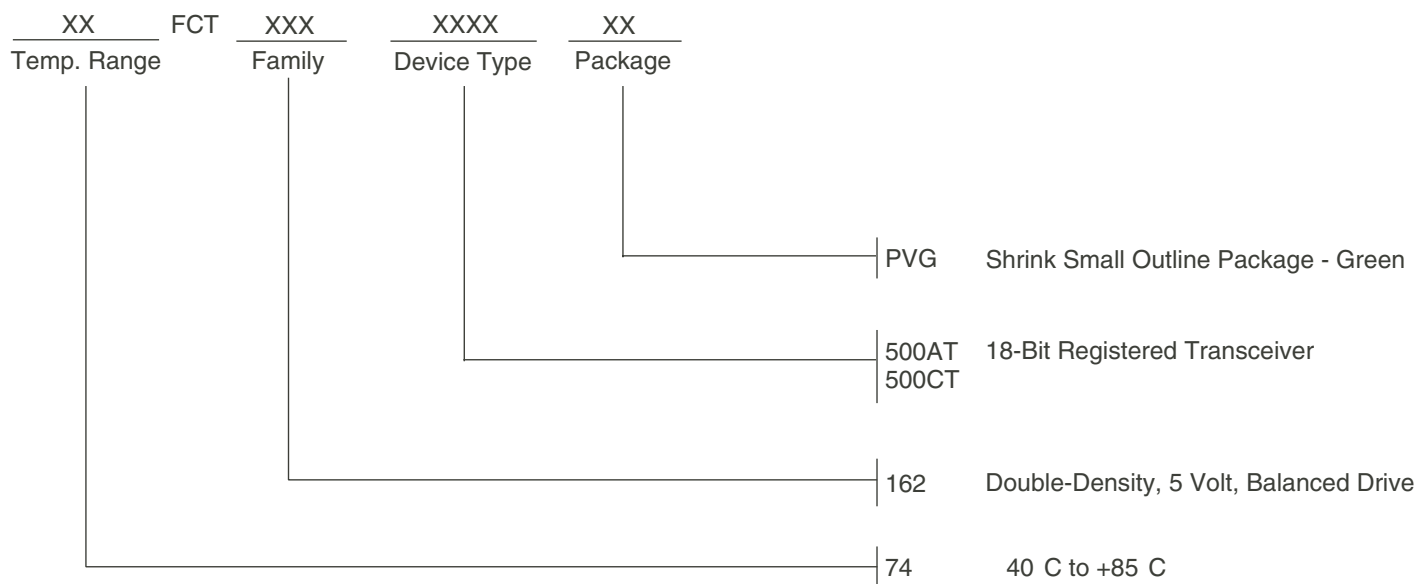 XX FCT XXX XXXX XX
Temp. Range Family Device Type Package
PVG Shrink Small Outline Package - Green
500AT 18-Bit Registered Transceiver
500CT
162 Double-Density, 5 Volt, Balanced Drive
74 40 C to +85 C